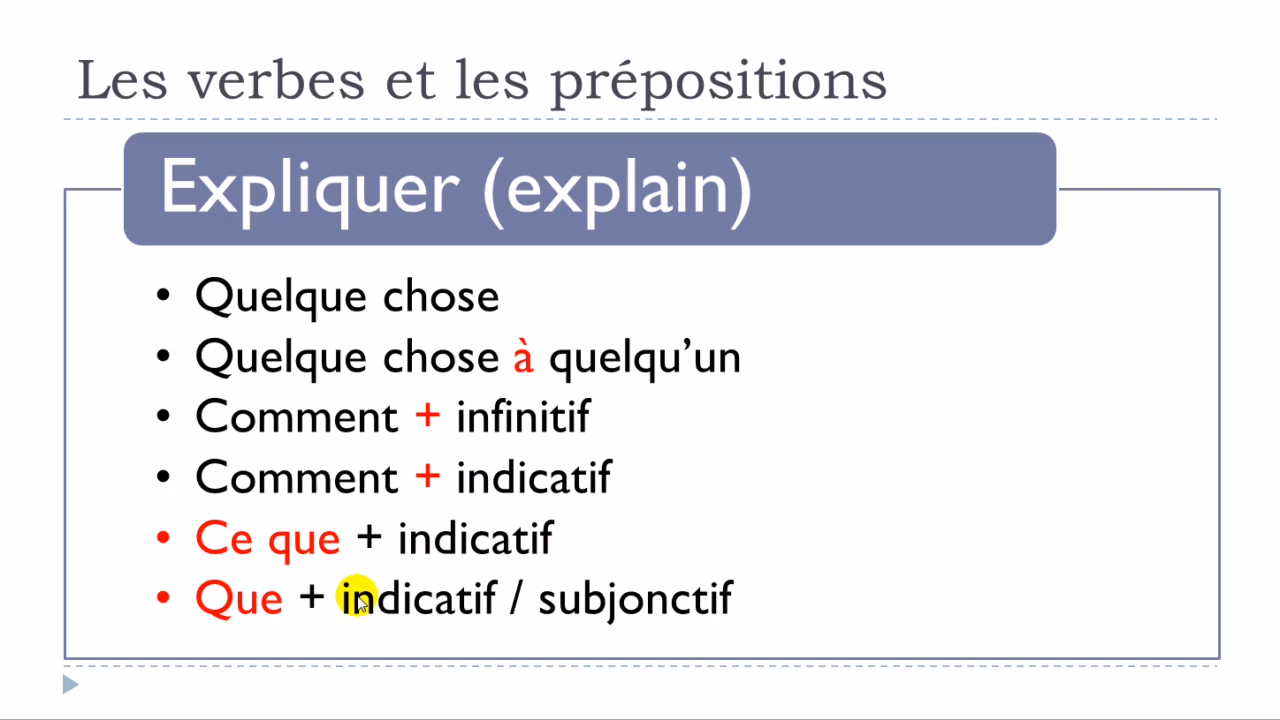 Les verbes et les prépositions
Expliquer (explain)
• Quelque chose
• Quelque chose à quelqu’un
• Comment + infinitif
• Comment + indicatif
• Ce que + indicatif
• Que + indicatif / subjonctif